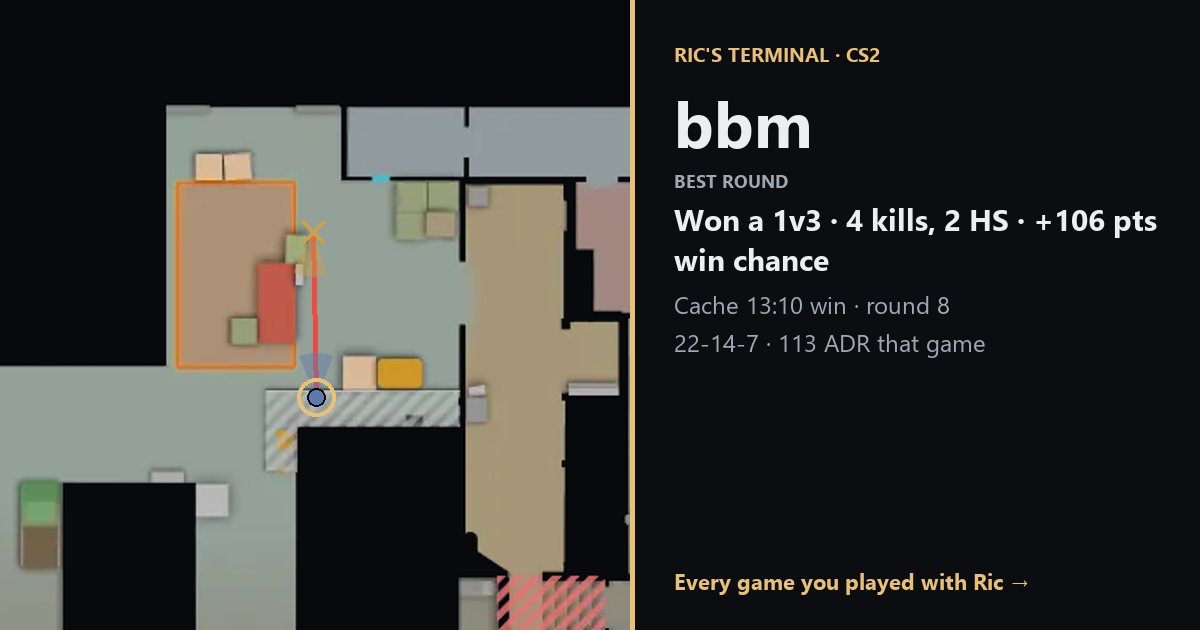 RIC'S TERMINAL · CS2
bbm
BEST ROUND
Won a 1v3 · 4 kills, 2 HS · +106 pts
win chance
Cache 13:10 win · round 8
22-14-7 · 113 ADR that game
Every game you played with Ric →